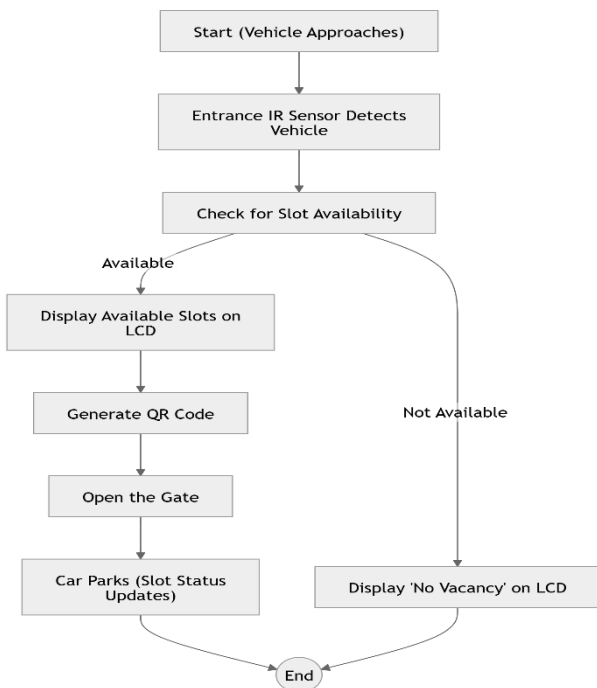 Start (Vehicle Approaches)
Entrance IR Sensor Detects
Vehicle
Check for Slot Availability
Available
Display Available Slots on
LCD
Generate QR Code
Not Available
Open the Gate
Car Parks (Slot Status
Updates)
Display 'No Vacancy' on LCD
End